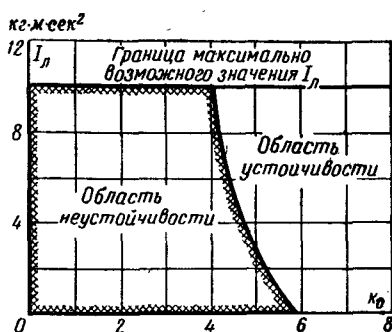 кг·м·сек²
12
Iл
Граница максимально
возможного значения Iл
8
Область
устойчивости
Область
неустойчивости
4
0
2
4
6
k₀
8